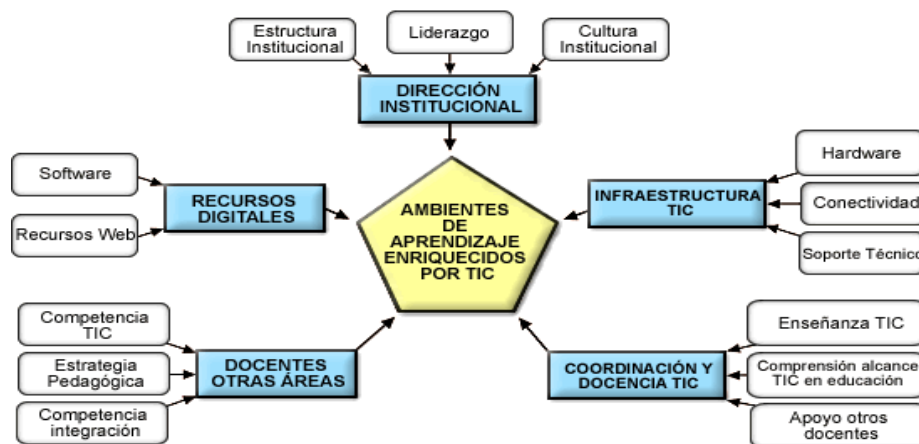 Estructura
Institucional
Liderazgo
Cultura
Institucional
DIRECCIÓN
INSTITUCIONAL
Software
Recursos Web
RECURSOS
DIGITALES
AMBIENTES
DE
APRENDIZAJE
ENRIQUECIDOS
POR TIC
INFRAESTRUCTURA
TIC
Hardware
Conectividad
Soporte Técnico
Competencia
TIC
Estrategia
Pedagógica
Competencia
integración
DOCENTES
OTRAS ÁREAS
COORDINACIÓN Y
DOCENCIA TIC
Enseñanza TIC
Comprensión alcance
TIC en educación
Apoyo otros
docentes